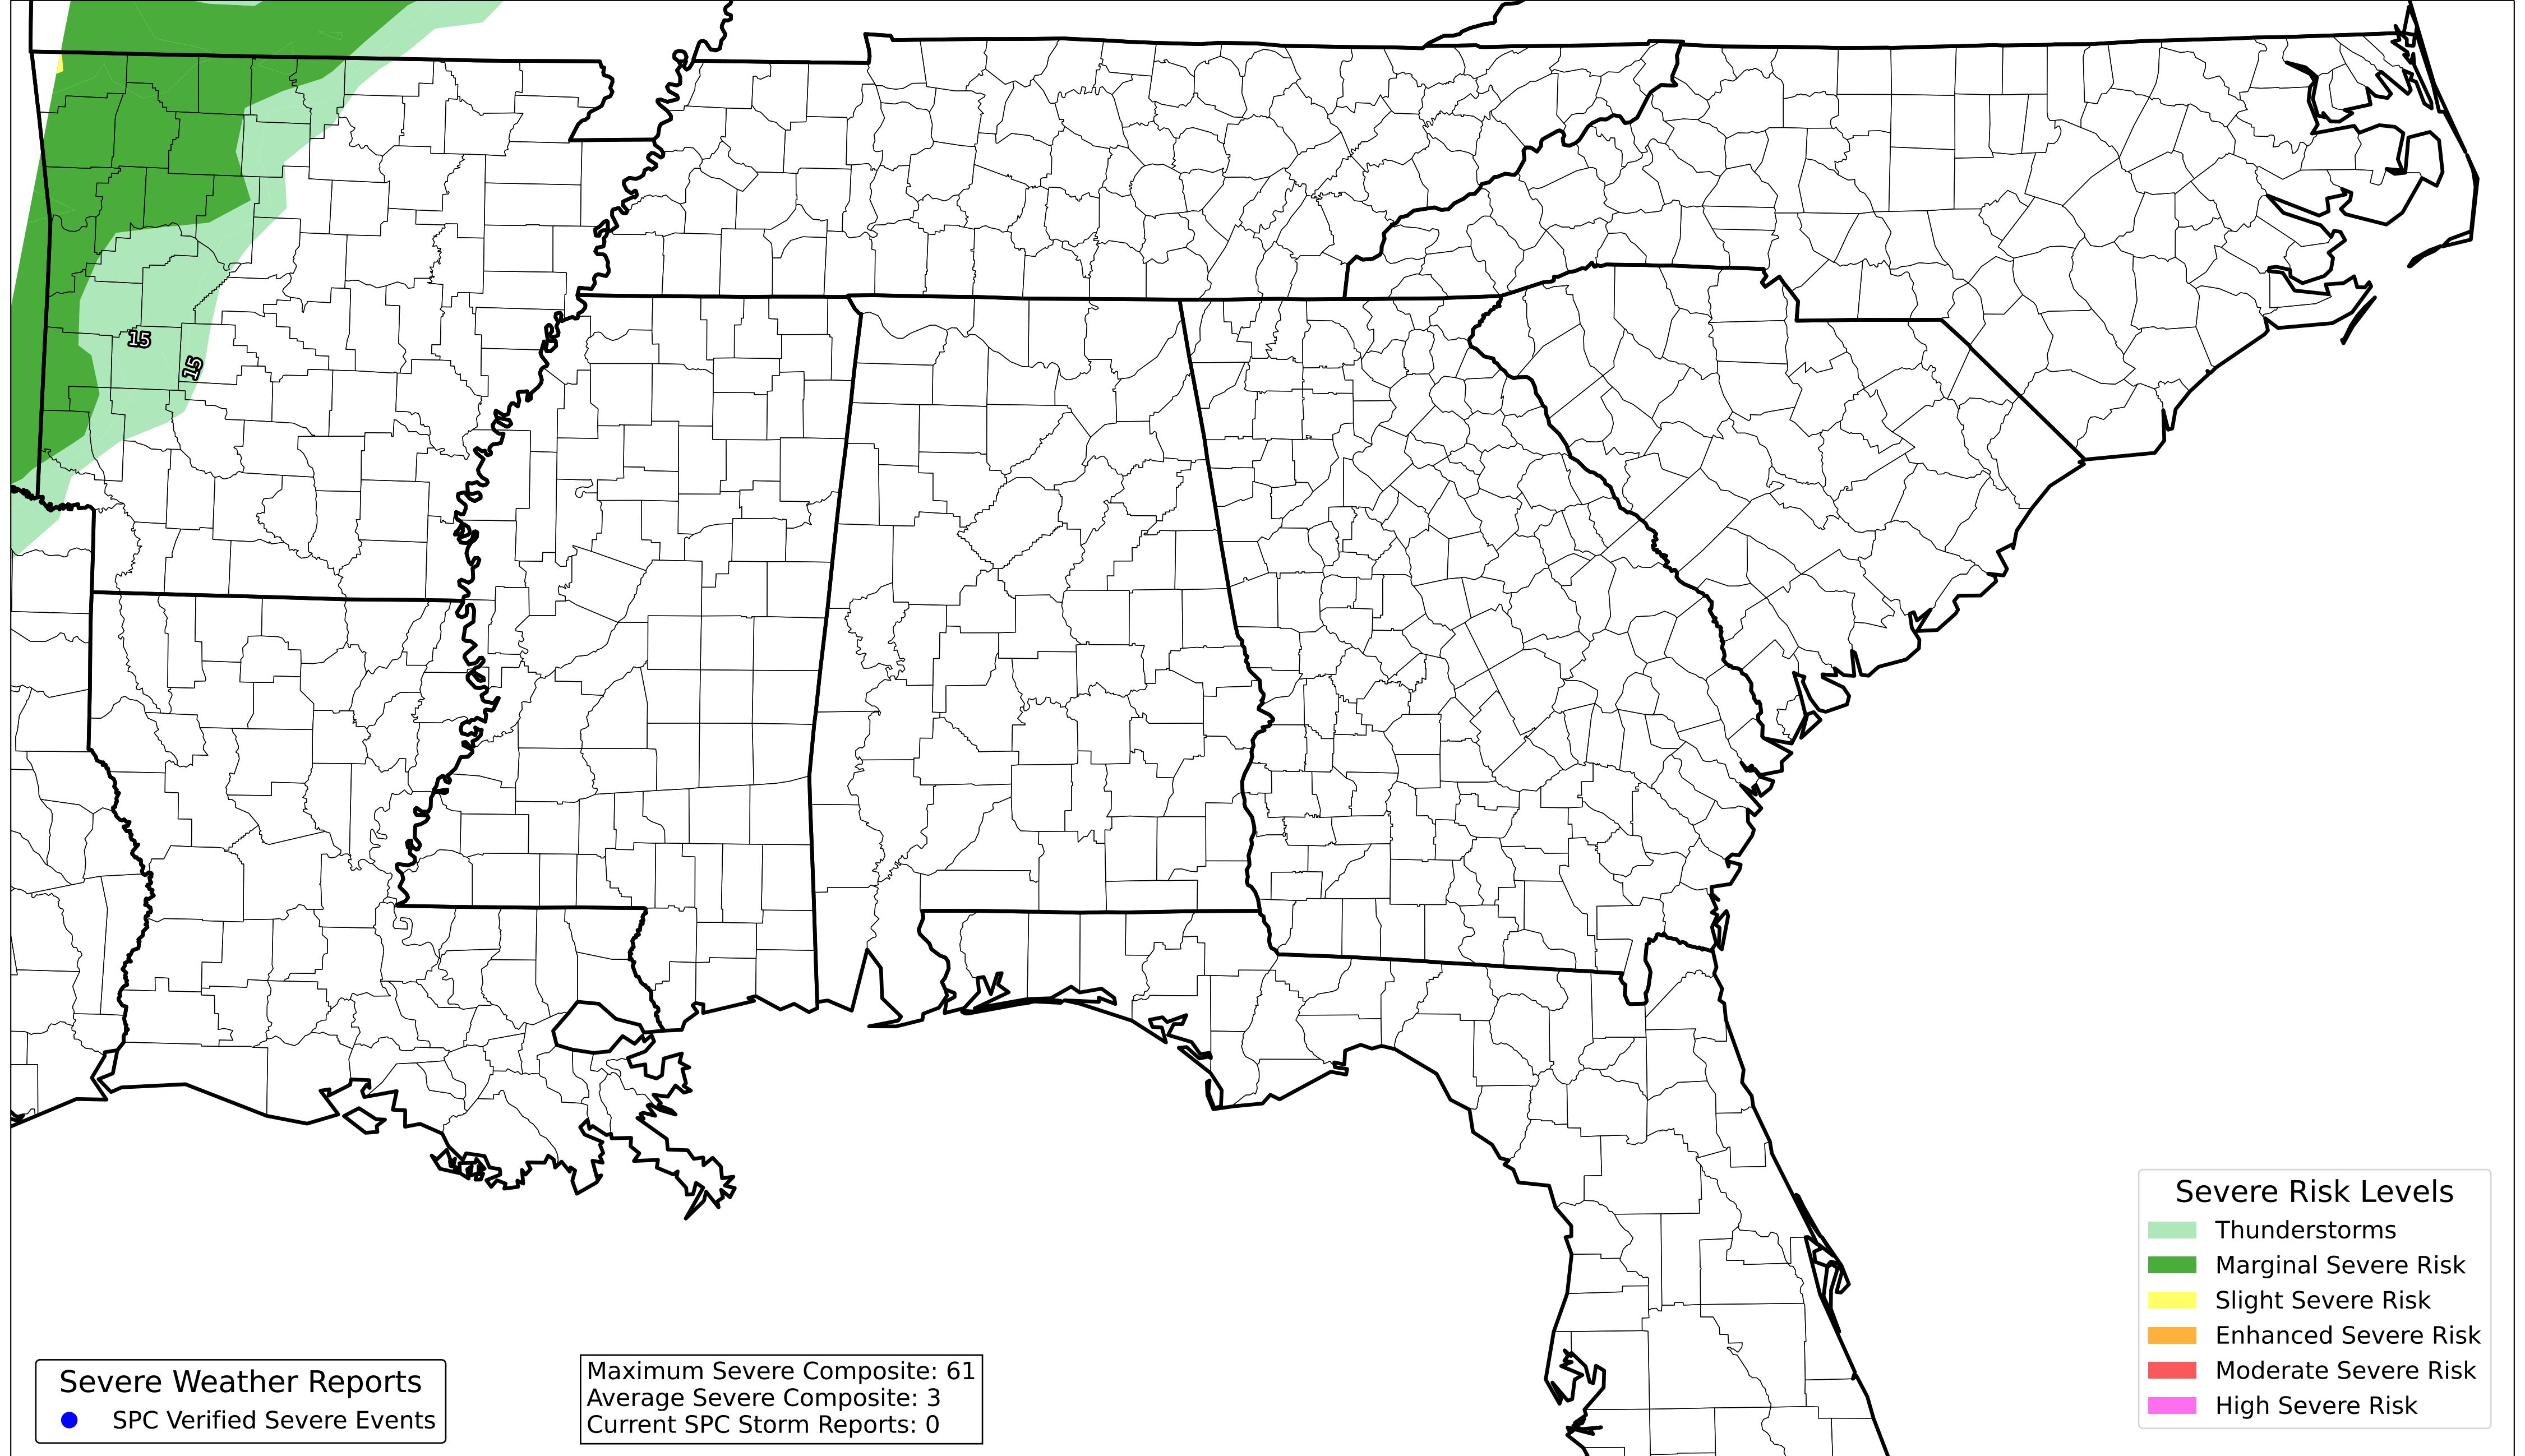 15
15
Severe Risk Levels
Thunderstorms
Marginal Severe Risk
Slight Severe Risk
Enhanced Severe Risk
Moderate Severe Risk
High Severe Risk
Severe Weather Reports
SPC Verified Severe Events
Maximum Severe Composite: 61
Average Severe Composite: 3
Current SPC Storm Reports: 0